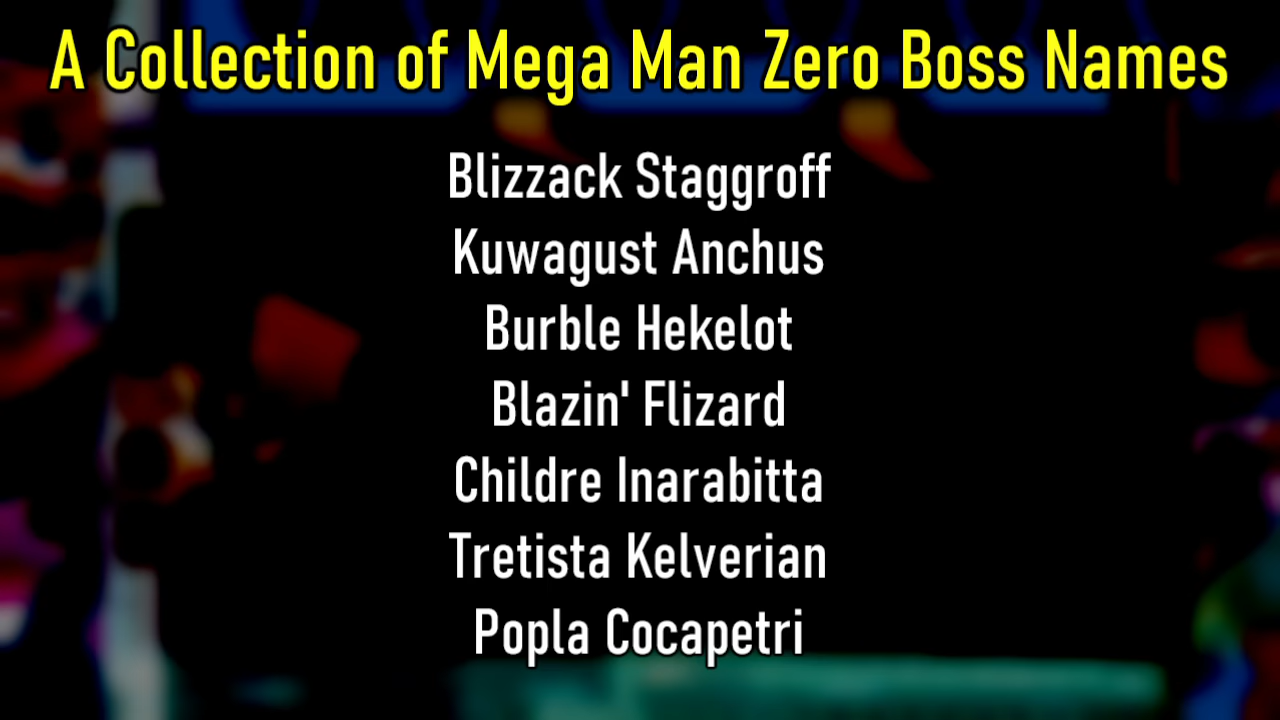 A Collection of Mega Man Zero Boss Names
Blizzack Staggroff
Kuwagust Anchus
Burble Hekelot
Blazin' Flizard
Childre Inarabitta
Tretista Kelverian
Popla Cocapetri